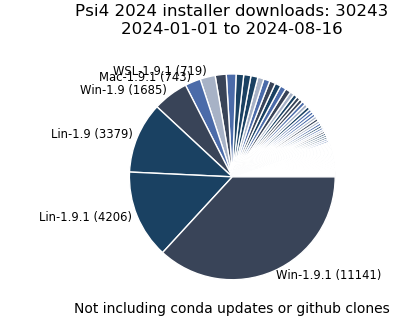 Psi4 2024 installer downloads: 30243
2024-01-01 to 2024-08-16
WSL-1.9.1 (719)
Mac-1.9.1 (743)
Win-1.9 (1685)
Lin-1.9 (3379)
Lin-1.9.1 (4206)
Win-1.9.1 (11141)
Not including conda updates or github clones